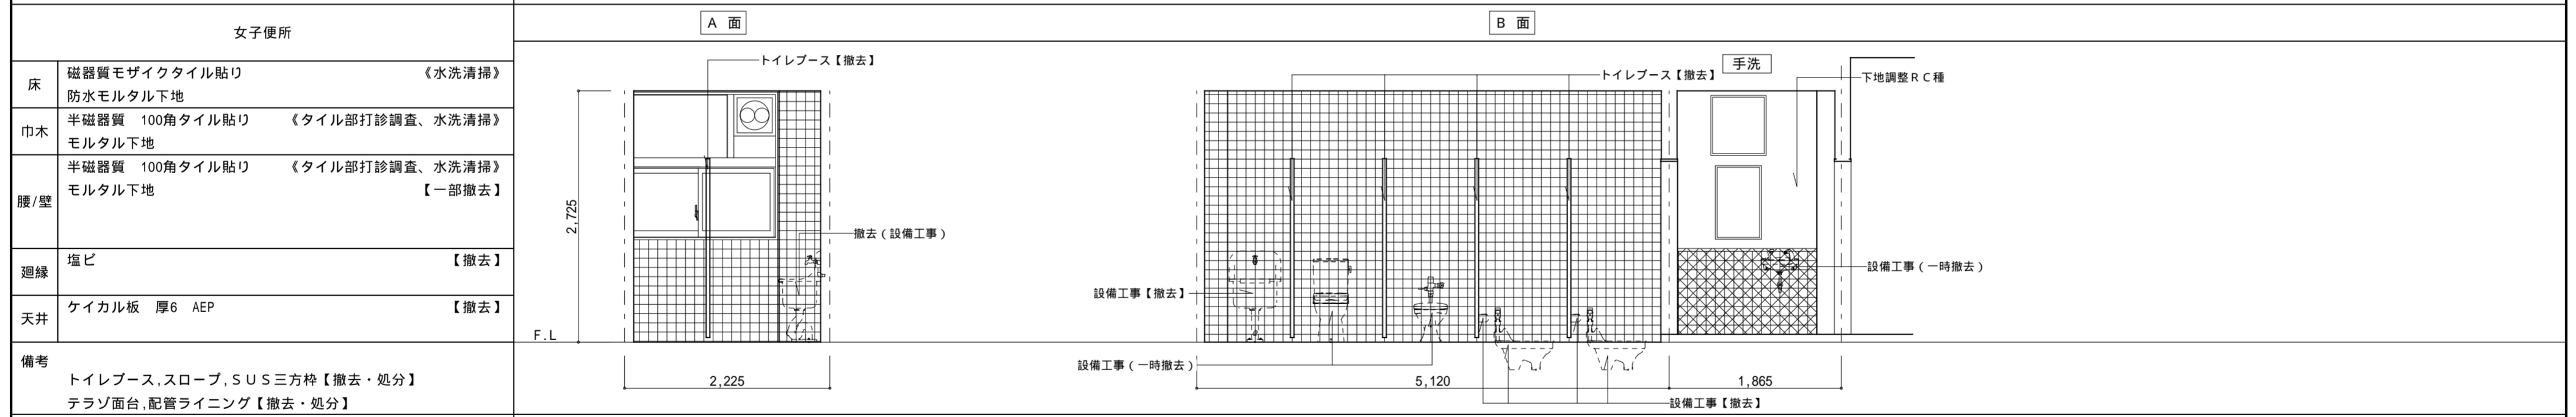 女子便所
床
磁器質モザイクタイル貼り 《水洗清掃》
防水モルタル下地
巾木
半磁器質 100角タイル貼り 《タイル部打診調査、水洗清掃》
モルタル下地
腰/壁
半磁器質 100角タイル貼り 《タイル部打診調査、水洗清掃》
モルタル下地 【一部撤去】
廻縁
塩ビ 【撤去】
天井
ケイカル板 厚6 AEP 【撤去】
備考
トイレブース,スロープ,ＳＵＳ三方枠【撤去・処分】
テラゾ面台,配管ライニング【撤去・処分】
A 面
トイレブース【撤去】
2,725
撤去(設備工事)
F.L
2,225
B 面
トイレブース【撤去】
手洗
下地調整ＲＣ種
設備工事【撤去】
設備工事(一時撤去)
設備工事(一時撤去)
5,120
1,865
設備工事【撤去】